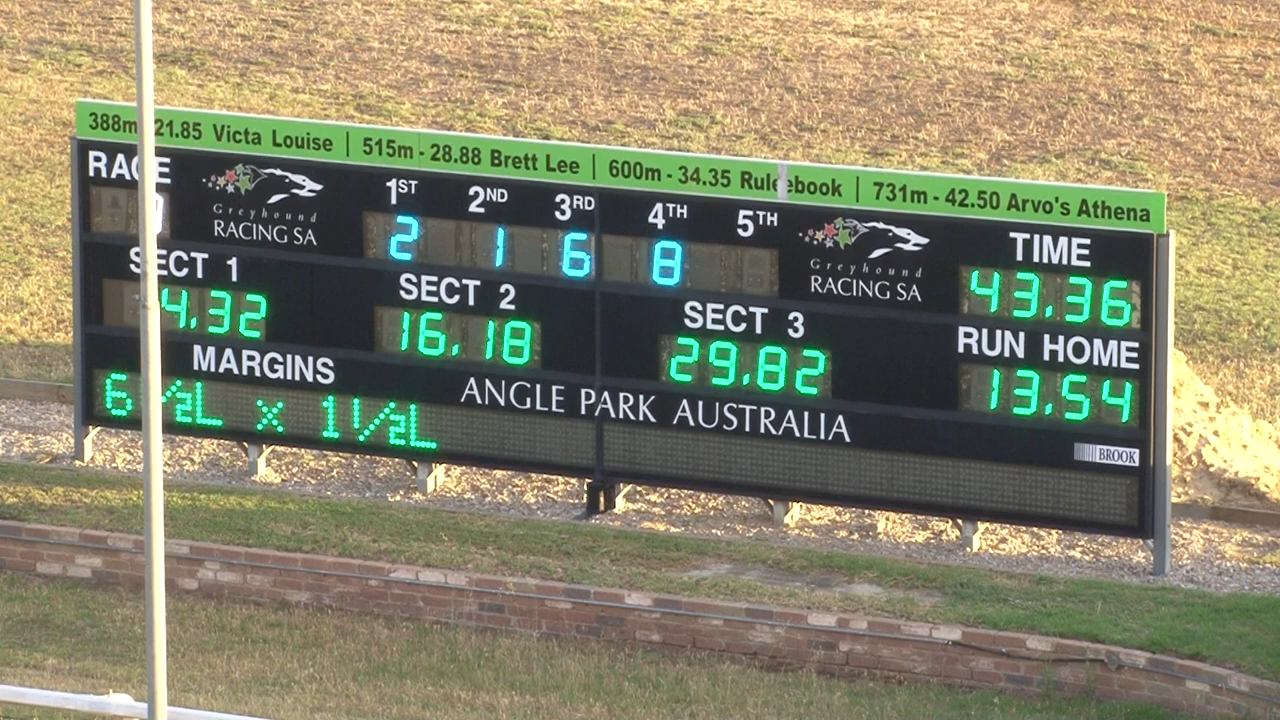 388m 21.85 Victa Louise | 515m - 28.88 Brett Lee | 600m - 34.35 Rulebook | 731m - 42.50 Arvo's Athena
RACE
Greyhound
RACING SA
1ST 2ND 3RD 4TH 5TH
2 1 6 8
Greyhound
RACING SA
TIME
43.36
SECT 1
4.32
SECT 2
16.18
SECT 3
29.82
RUN HOME
13.54
MARGINS
6 ½L x 1½L
ANGLE PARK AUSTRALIA
BROOK